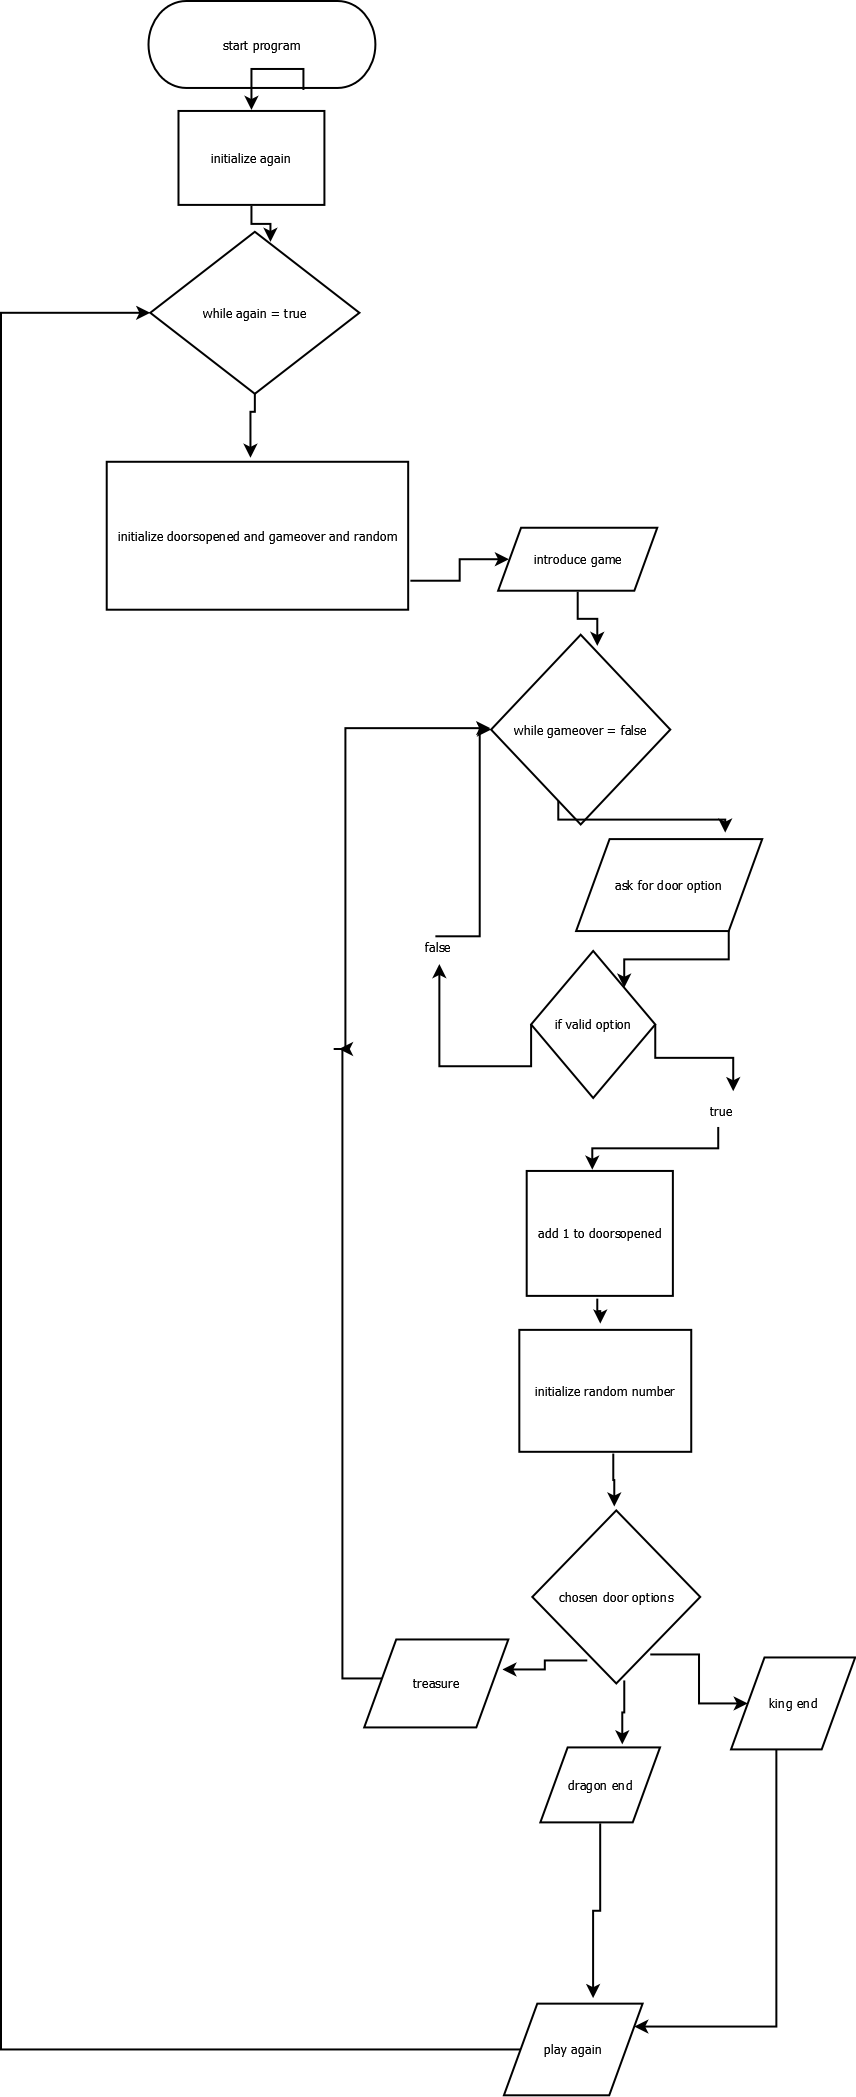 start program
initialize again
while again = true
initialize doorsopened and gameover and random
introduce game
while gameover = false
ask for door option
false
if valid option
true
add 1 to doorsopened
initialize random number
chosen door options
treasure
king end
dragon end
play again